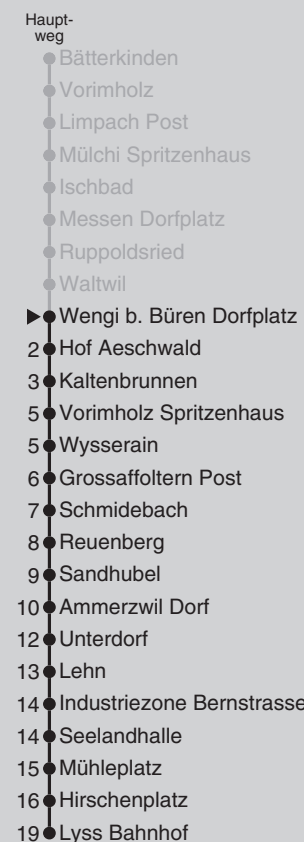 Haupt-
weg
Bätterkinden
Vorimholz
Limpach Post
Mülchi Spritzenhaus
Ischbad
Messen Dorfplatz
Ruppoldsried
Waltwil
Wengi b. Büren Dorfplatz
2 Hof Aeschwald
3 Kaltenbrunnen
5 Vorimholz Spritzenhaus
5 Wysserain
6 Grossaffoltern Post
7 Schmidebach
8 Reuenberg
9 Sandhubel
10 Ammerzwil Dorf
12 Unterdorf
13 Lehn
14 Industriezone Bernstrasse
14 Seelandhalle
15 Mühleplatz
16 Hirschenplatz
19 Lyss Bahnhof